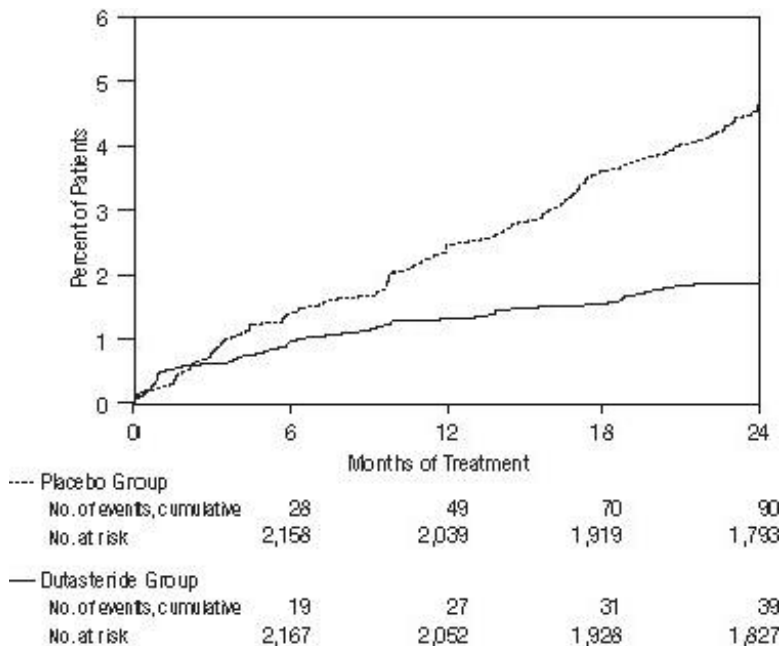 6
5
4
3
2
1
0
Percent of Patients
0 6 12 18 24
Months of Treatment
Placebo Group
No. of events, cumulative 28 49 70 90
No. at risk 2,158 2,039 1,919 1,793
Dutasteride Group
No. of events, cumulative 19 27 31 39
No. at risk 2,167 2,052 1,928 1,827